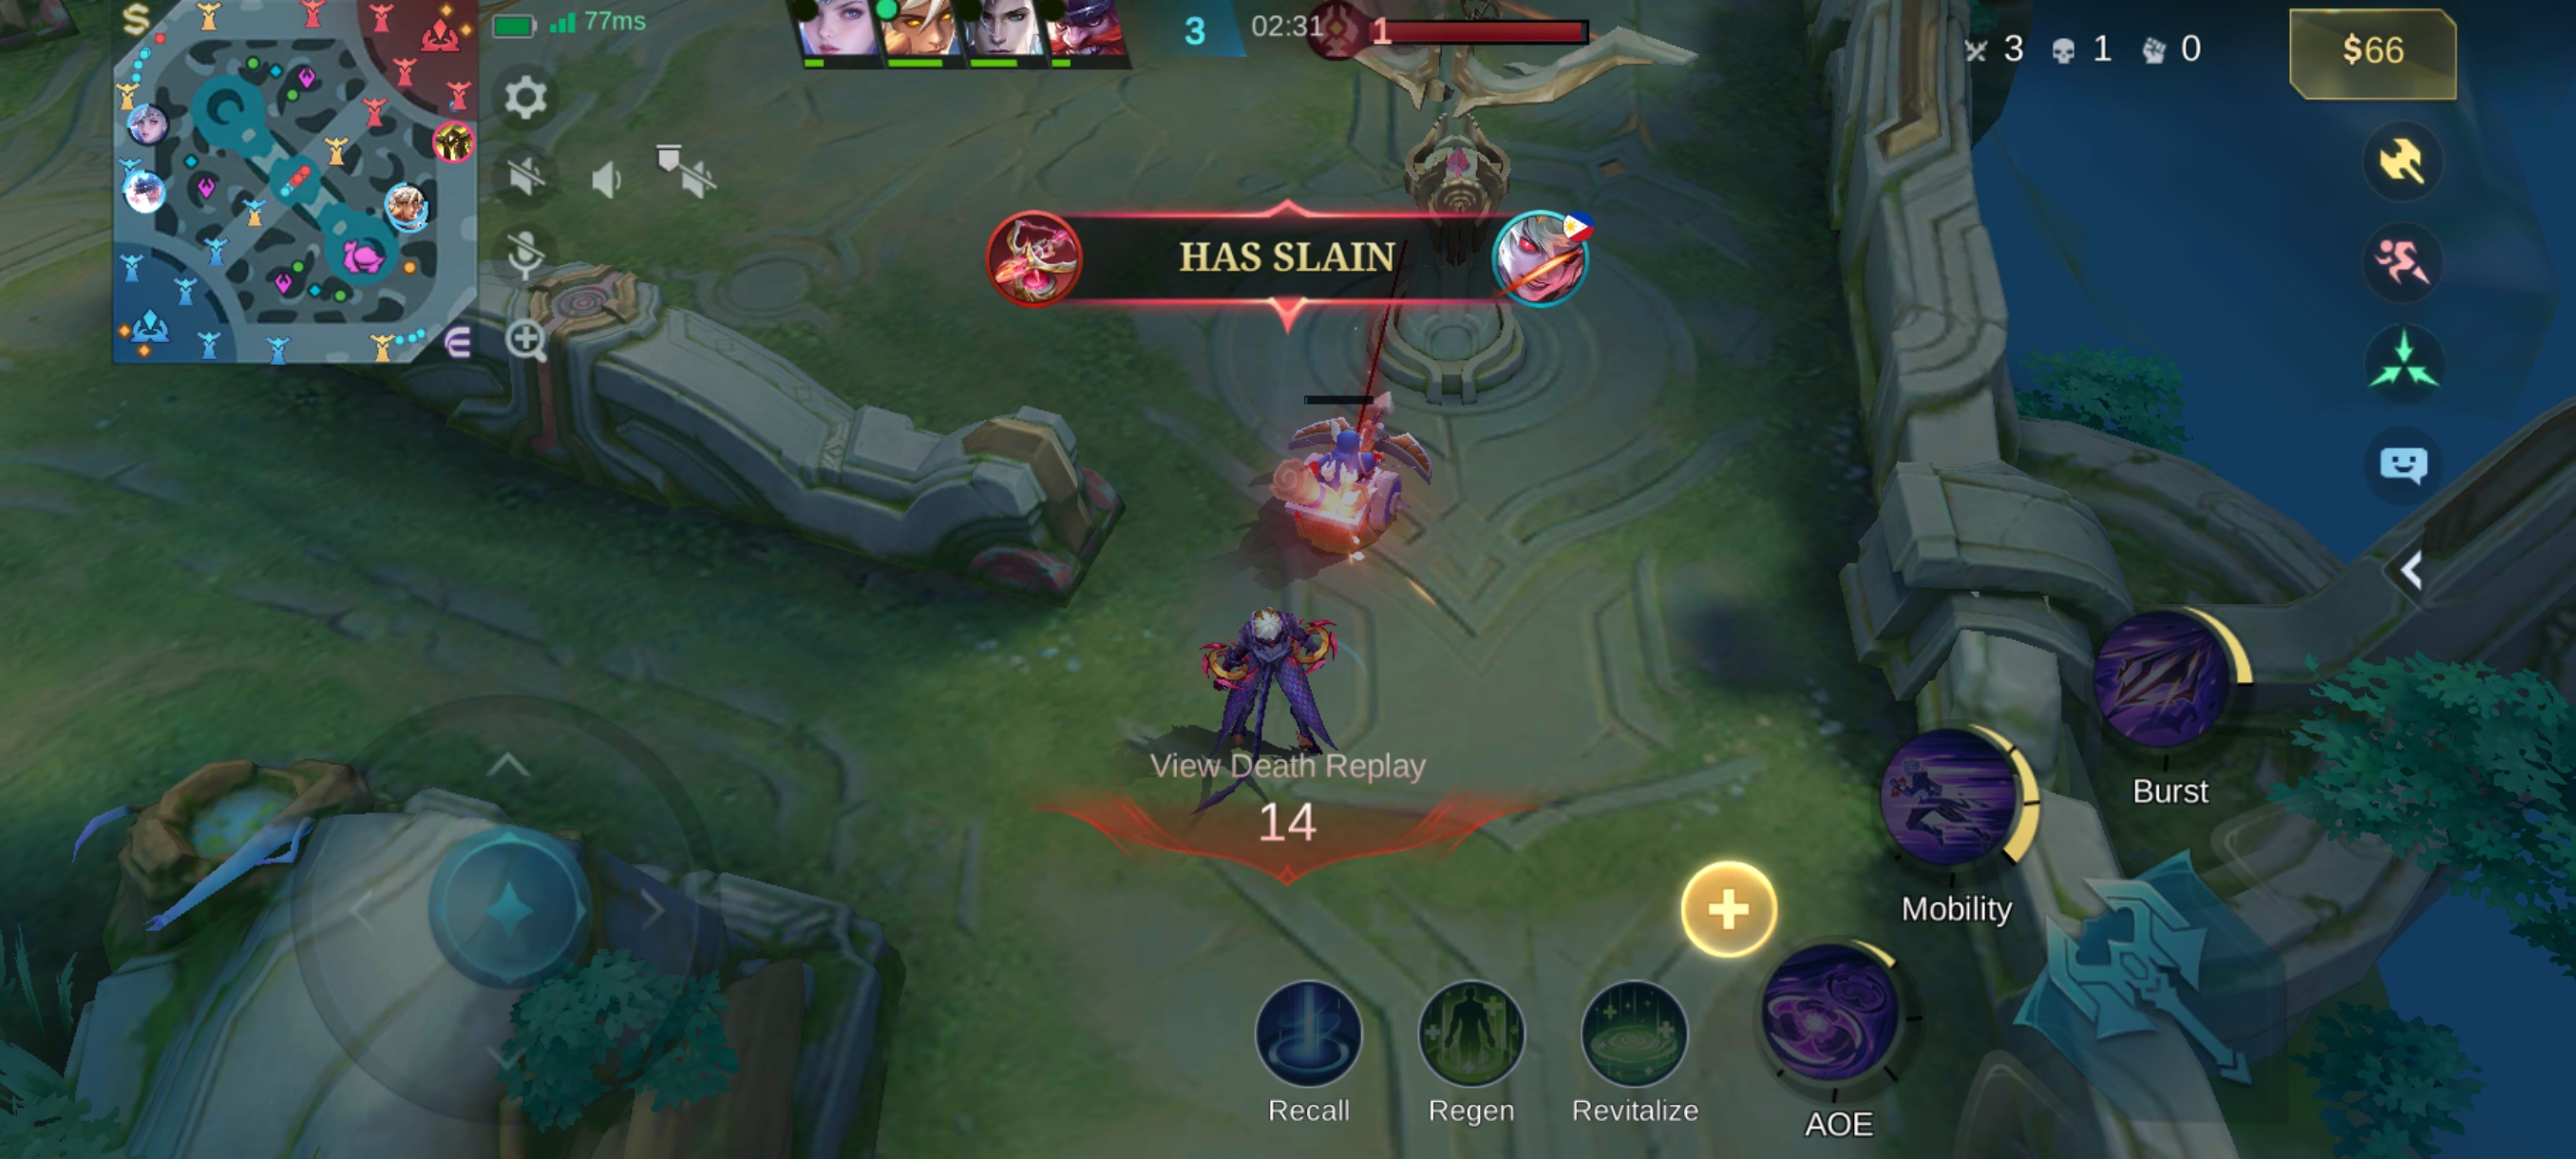 77ms
3
02:31
1
3
1
0
$66
HAS SLAIN
View Death Replay
14
Burst
Mobility
Recall
Regen
Revitalize
AOE